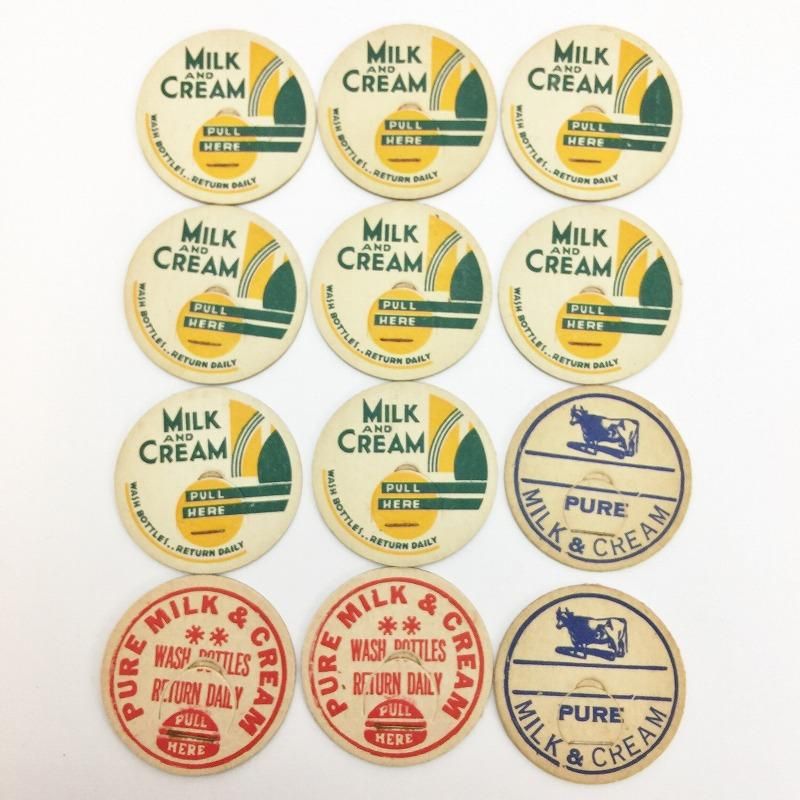 MILK
AND
CREAM
PULL
HERE
WASH BOTTLES..RETURN DAILY
MILK
AND
CREAM
PULL
HERE
WASH BOTTLES..RETURN DAILY
MILK
AND
CREAM
PULL
HERE
WASH BOTTLES..RETURN DAILY
MILK
AND
CREAM
PULL
HERE
WASH BOTTLES..RETURN DAILY
MILK
AND
CREAM
PULL
HERE
WASH BOTTLES..RETURN DAILY
MILK
AND
CREAM
PULL
HERE
WASH BOTTLES..RETURN DAILY
MILK
AND
CREAM
PULL
HERE
WASH BOTTLES..RETURN DAILY
MILK
AND
CREAM
PULL
HERE
WASH BOTTLES..RETURN DAILY
PURE
MILK & CREAM
PURE MILK & CREAM
**
WASH BOTTLES
RETURN DAILY
PULL
HERE
PURE MILK & CREAM
**
WASH BOTTLES
RETURN DAILY
PULL
HERE
PURE
MILK & CREAM